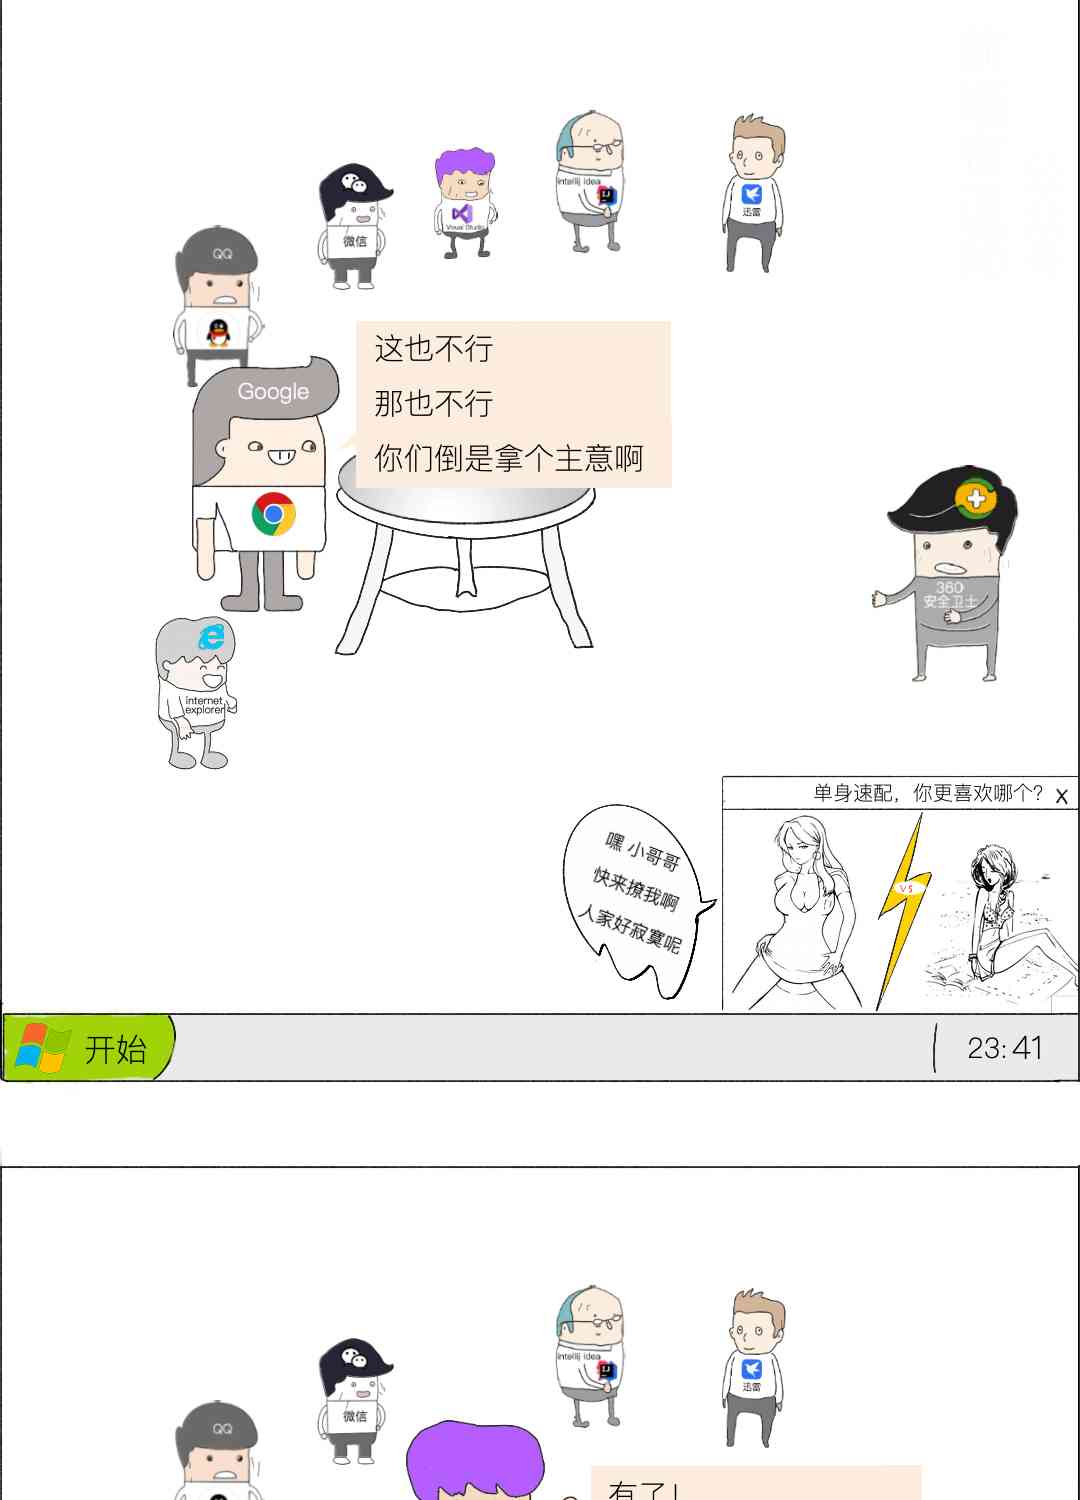 intellij idea
迅雷
微信
Visual Studio
QQ
这也不行
那也不行
你们倒是拿个主意啊
Google
360
安全卫士
internet
explorer
单身速配，你更喜欢哪个？ X
嘿 小哥哥
快来撩我啊
人家好寂寞呢
VS
开始
23:41
intellij idea
迅雷
微信
QQ
有了！